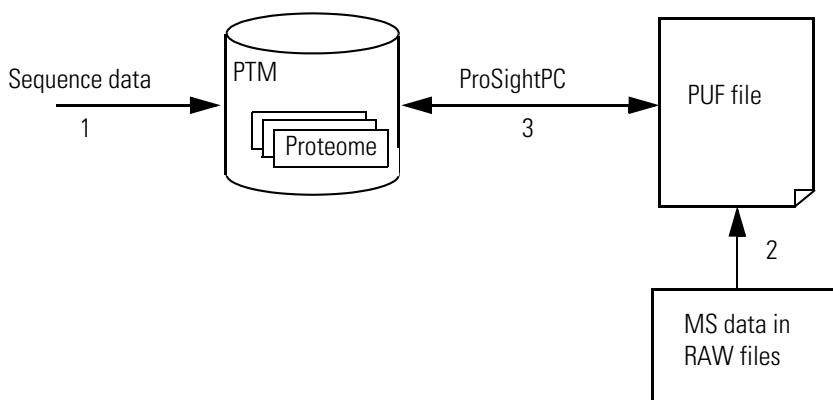 Sequence data
1
PTM
Proteome
ProSightPC
3
PUF file
2
MS data in
RAW files